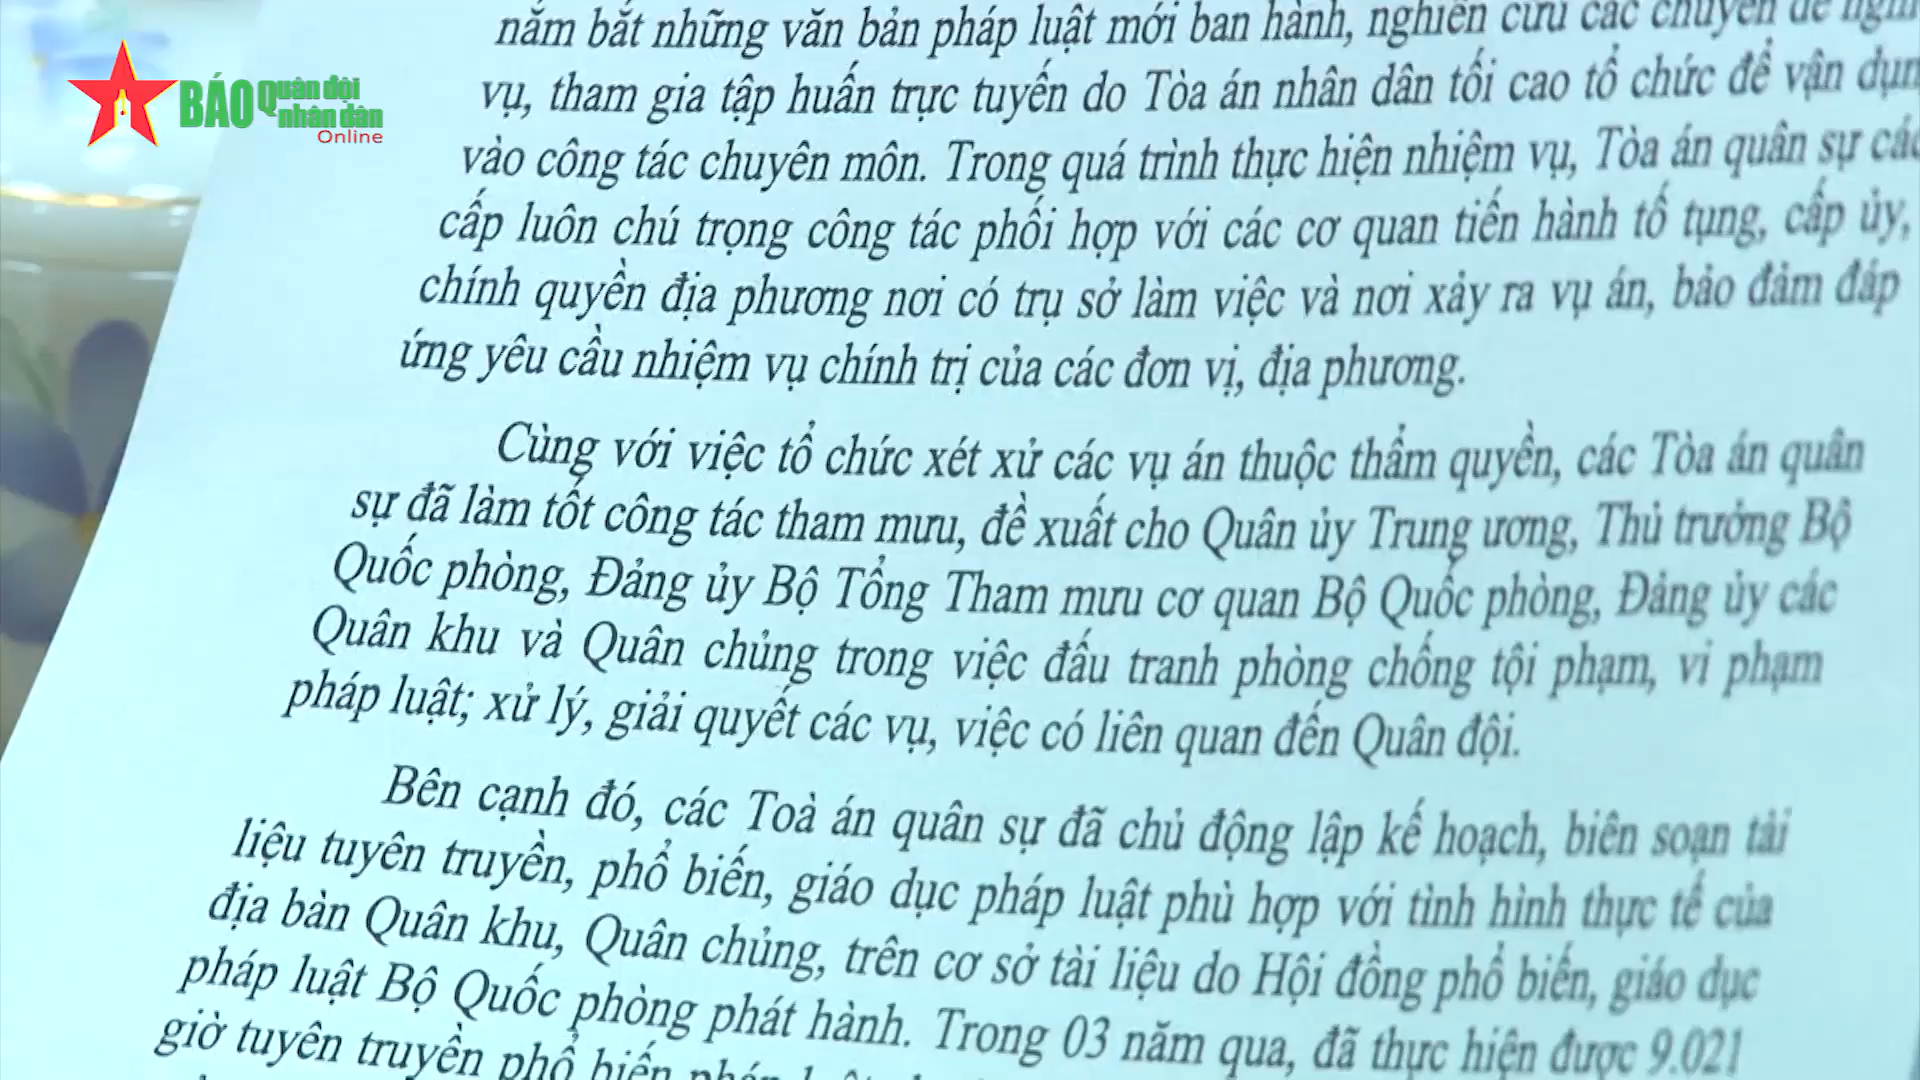 BÁO Quân đội nhân dân
Online
nắm bắt những văn bản pháp luật mới ban hành, nghiên cứu các chuyên đề
vụ, tham gia tập huấn trực tuyến do Tòa án nhân dân tối cao tổ chức để vận
vào công tác chuyên môn. Trong quá trình thực hiện nhiệm vụ, Tòa án quân sự
cấp luôn chú trọng công tác phối hợp với các cơ quan tiến hành tố tụng, cấp ủy,
chính quyền địa phương nơi có trụ sở làm việc và nơi xảy ra vụ án, bảo đảm đáp
ứng yêu cầu nhiệm vụ chính trị của các đơn vị, địa phương.
Cùng với việc tổ chức xét xử các vụ án thuộc thẩm quyền, các Tòa án quân
sự đã làm tốt công tác tham mưu, đề xuất cho Quân ủy Trung ương, Thủ trưởng Bộ
Quốc phòng, Đảng ủy Bộ Tổng Tham mưu cơ quan Bộ Quốc phòng, Đảng ủy các
Quân khu và Quân chủng trong việc đấu tranh phòng chống tội phạm, vi phạm
pháp luật; xử lý, giải quyết các vụ, việc có liên quan đến Quân đội.
Bên cạnh đó, các Toà án quân sự đã chủ động lập kế hoạch, biên soạn tài
liệu tuyên truyền, phổ biến, giáo dục pháp luật phù hợp với tình hình thực tế của
địa bàn Quân khu, Quân chủng, trên cơ sở tài liệu do Hội đồng phổ biến, giáo dục
pháp luật Bộ Quốc phòng phát hành. Trong 03 năm qua, đã thực hiện được 9.021
giờ tuyên truyền phổ biến